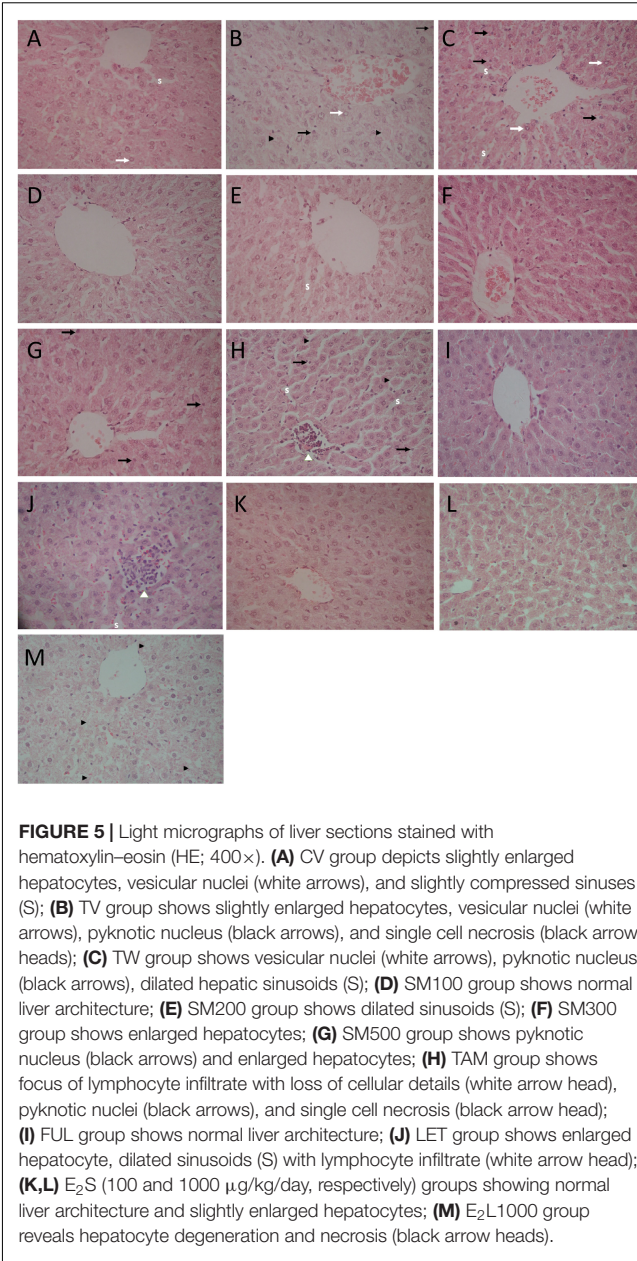 A
B
C
s
s
s
D
E
F
s
G
H
I
s
s
J
K
L
s
M
FIGURE 5 | Light micrographs of liver sections stained with
hematoxylin–eosin (HE; 400×). (A) CV group depicts slightly enlarged
hepatocytes, vesicular nuclei (white arrows), and slightly compressed sinuses
(S); (B) TV group shows slightly enlarged hepatocytes, vesicular nuclei (white
arrows), pyknotic nucleus (black arrows), and single cell necrosis (black arrow
heads); (C) TW group shows vesicular nuclei (white arrows), pyknotic nucleus
(black arrows), dilated hepatic sinusoids (S); (D) SM100 group shows normal
liver architecture; (E) SM200 group shows dilated sinusoids (S); (F) SM300
group shows enlarged hepatocytes; (G) SM500 group shows pyknotic
nucleus (black arrows) and enlarged hepatocytes; (H) TAM group shows
focus of lymphocyte infiltrate with loss of cellular details (white arrow head),
pyknotic nuclei (black arrows), and single cell necrosis (black arrow head);
(I) FUL group shows normal liver architecture; (J) LET group shows enlarged
hepatocyte, dilated sinusoids (S) with lymphocyte infiltrate (white arrow head);
(K,L) E₂S (100 and 1000 μg/kg/day, respectively) groups showing normal
liver architecture and slightly enlarged hepatocytes; (M) E₂L1000 group
reveals hepatocyte degeneration and necrosis (black arrow heads).